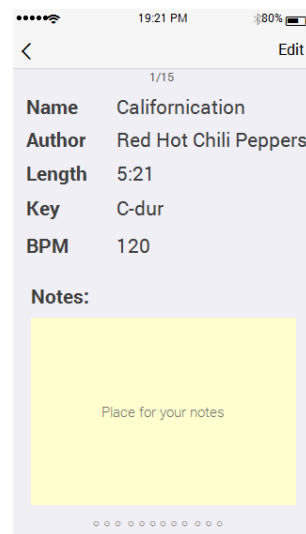 19:21 PM 80%
Edit
1/15
Name Californication
Author Red Hot Chili Peppers
Length 5:21
Key C-dur
BPM 120
Notes:
Place for your notes